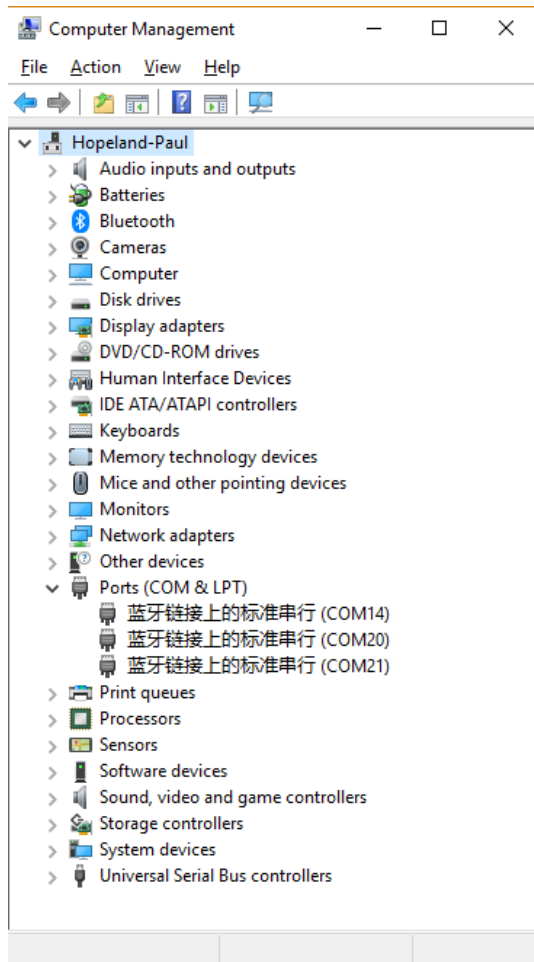 Computer Management
File Action View Help
Hopeland-Paul
Audio inputs and outputs
Batteries
Bluetooth
Cameras
Computer
Disk drives
Display adapters
DVD/CD-ROM drives
Human Interface Devices
IDE ATA/ATAPI controllers
Keyboards
Memory technology devices
Mice and other pointing devices
Monitors
Network adapters
Other devices
Ports (COM & LPT)
蓝牙链接上的标准串行 (COM14)
蓝牙链接上的标准串行 (COM20)
蓝牙链接上的标准串行 (COM21)
Print queues
Processors
Sensors
Software devices
Sound, video and game controllers
Storage controllers
System devices
Universal Serial Bus controllers